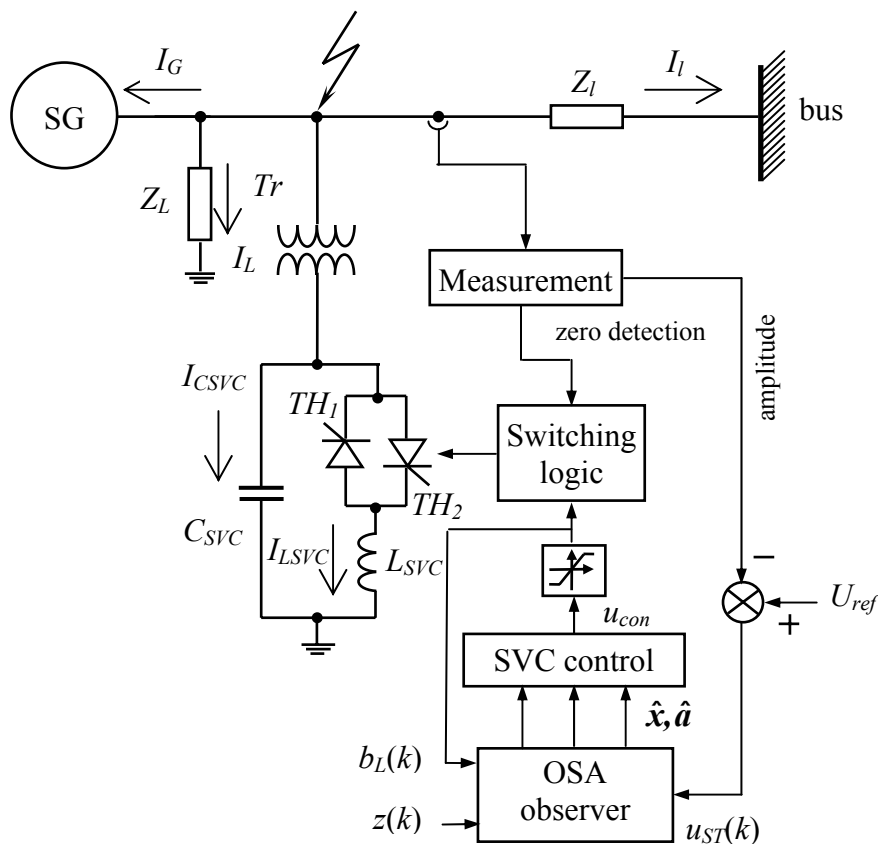 I_G
Z_l
I_l
SG
bus
Z_L
Tr
I_L
Measurement
zero detection
amplitude
I_CSVC
TH_1
Switching
logic
TH_2
C_SVC
I_LSVC
L_SVC
−
U_ref
+
u_con
SVC control
x̂, â
b_L(k)
OSA
observer
z(k)
u_ST(k)